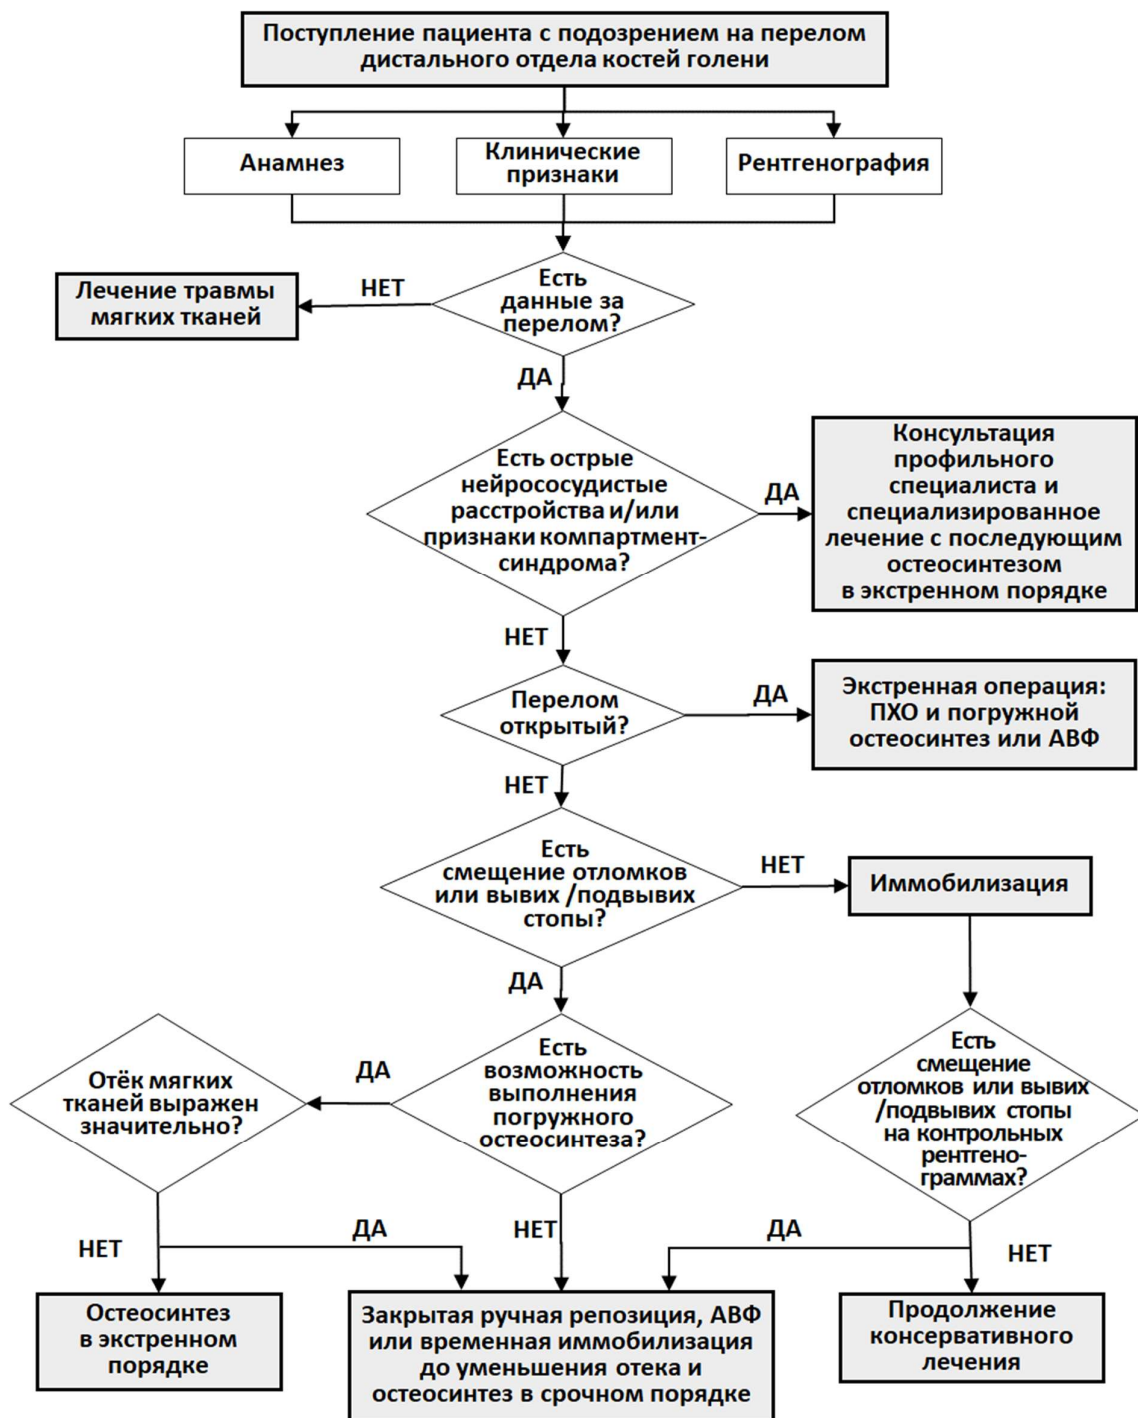 Поступление пациента с подозрением на перелом
дистального отдела костей голени
Анамнез
Клинические
признаки
Рентгенография
Есть
данные за
перелом?
НЕТ
Лечение травмы
мягких тканей
ДА
Есть острые
нейрососудистые
расстройства и/или
признаки компартмент-
синдрома?
ДА
Консультация
профильного
специалиста и
специализированное
лечение с последующим
остеосинтезом
в экстренном порядке
НЕТ
Перелом
открытый?
ДА
Экстренная операция:
ПХО и погружной
остеосинтез или АВФ
НЕТ
Есть
смещение отломков
или вывих /подвывих
стопы?
НЕТ
Иммобилизация
ДА
Есть
возможность
выполнения
погружного
остеосинтеза?
ДА
Отёк мягких
тканей выражен
значительно?
Есть
смещение
отломков или вывих
/подвывих стопы
на контрольных
рентгено-
граммах?
НЕТ
ДА
НЕТ
ДА
НЕТ
Остеосинтез
в экстренном
порядке
Закрытая ручная репозиция, АВФ
или временная иммобилизация
до уменьшения отека и
остеосинтез в срочном порядке
Продолжение
консервативного
лечения